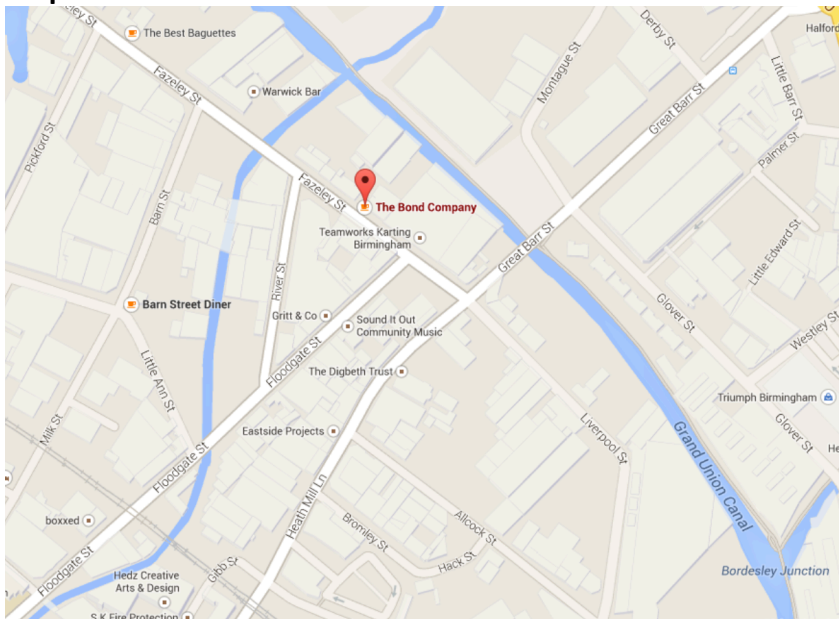 The Best Baguettes
Fazeley St
Warwick Bar
Pickford St
Barn St
Montague St
Derby St
Halford
Little Barr St
Great Barr St
Palmer St
Fazeley St
The Bond Company
Teamworks Karting
Birmingham
Great Barr St
Little Edward St
River St
Barn Street Diner
Gritt & Co
Sound It Out
Community Music
Glover St
Westley St
Floodgate St
The Digbeth Trust
Little Ann St
Triumph Birmingham
Milk St
Eastside Projects
Liverpool St
Grand Union Canal
Glover St
He
Floodgate St
Heath Mill Ln
boxxed
Allcock St
Bromley St
Hack St
Floodgate St
Gibb St
Hedz Creative
Arts & Design
Bordesley Junction
S K Fire Protection